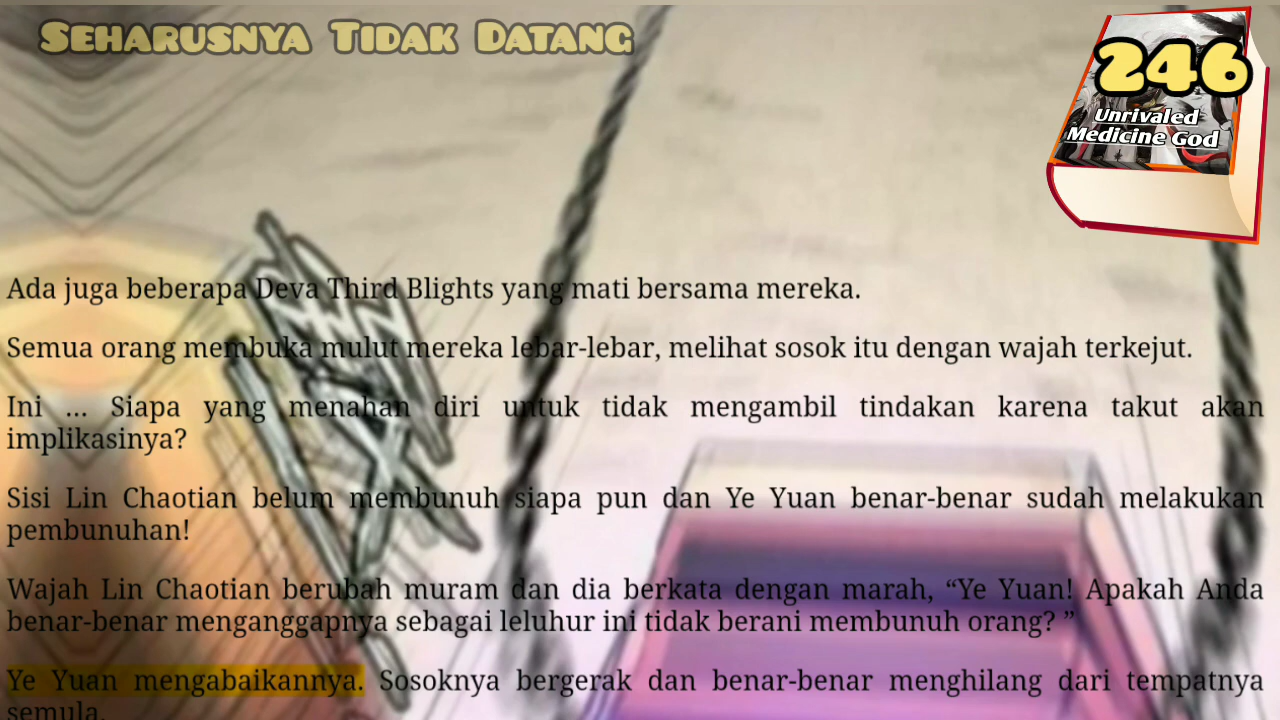 Seharusnya Tidak Datang
246
Unrivaled
Medicine God
Ada juga beberapa Deva Third Blights yang mati bersama mereka.
Semua orang membuka mulut mereka lebar-lebar, melihat sosok itu dengan wajah terkejut.
Ini ... Siapa yang menahan diri untuk tidak mengambil tindakan karena takut akan
implikasinya?
Sisi Lin Chaotian belum membunuh siapa pun dan Ye Yuan benar-benar sudah melakukan
pembunuhan!
Wajah Lin Chaotian berubah muram dan dia berkata dengan marah, “Ye Yuan! Apakah Anda
benar-benar menganggapnya sebagai leluhur ini tidak berani membunuh orang? ”
Ye Yuan mengabaikannya. Sosoknya bergerak dan benar-benar menghilang dari tempatnya
semula.